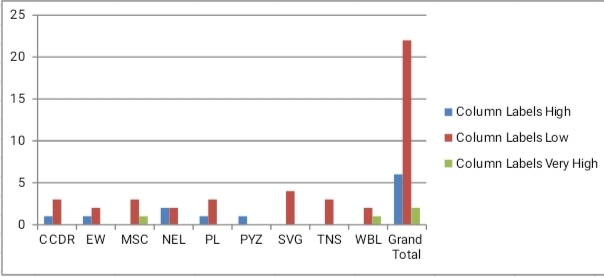 25
20
15
10
5
0
CCDR EW MSC NEL PL PYZ SVG TNS WBL Grand Total
Column Labels High
Column Labels Low
Column Labels Very High